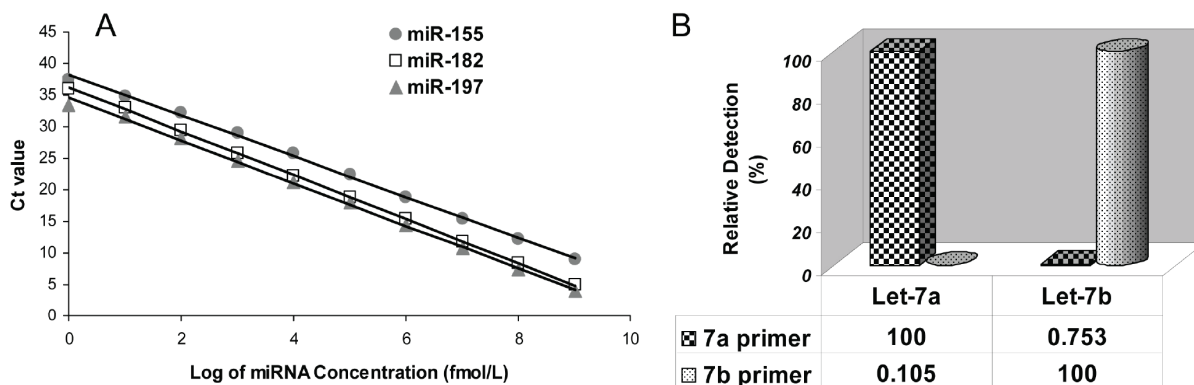 A
45
40
35
30
25
20
15
10
5
0
Ct value
0 2 4 6 8 10
Log of miRNA Concentration (fmol/L)
miR-155
miR-182
miR-197
B
100
80
60
40
20
0
Relative Detection
(%)
Let-7a Let-7b
7a primer 100 0.753
7b primer 0.105 100